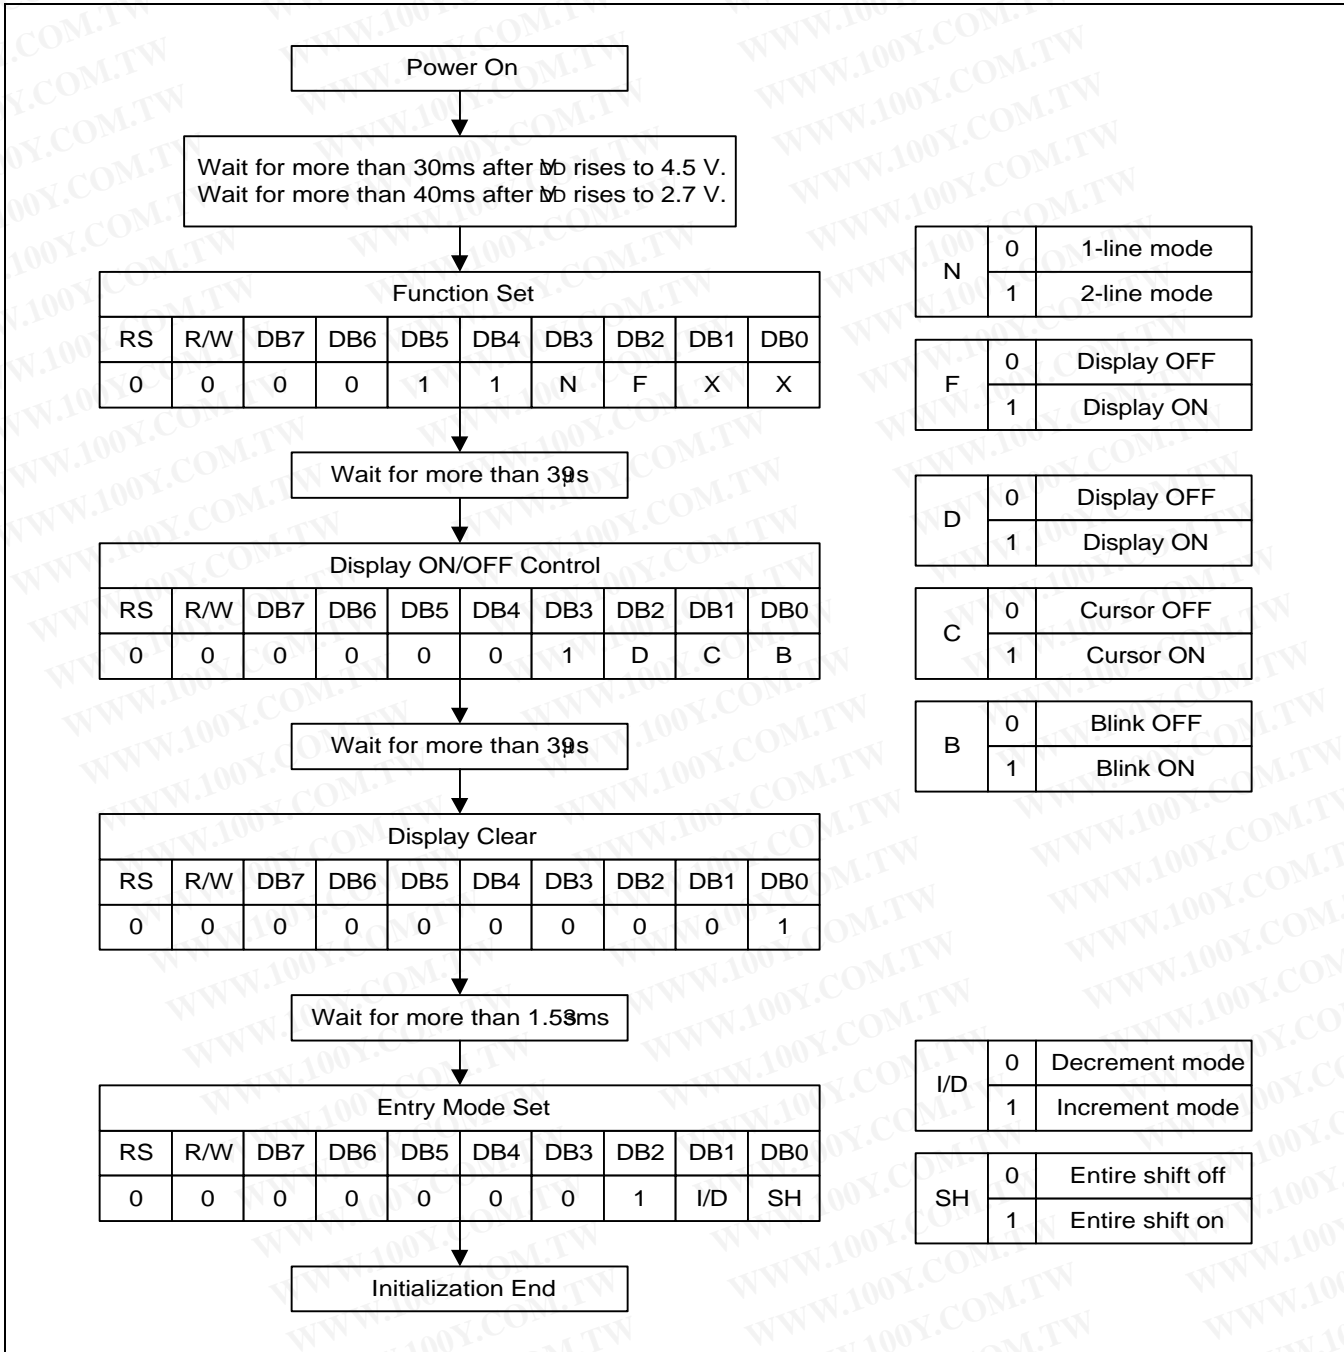 Power On
Wait for more than 30ms after VDD rises to 4.5 V.
Wait for more than 40ms after VDD rises to 2.7 V.
Function Set
RS R/W DB7 DB6 DB5 DB4 DB3 DB2 DB1 DB0
0 0 0 0 1 1 N F X X
Wait for more than 39μs
Display ON/OFF Control
RS R/W DB7 DB6 DB5 DB4 DB3 DB2 DB1 DB0
0 0 0 0 0 0 1 D C B
Wait for more than 39μs
Display Clear
RS R/W DB7 DB6 DB5 DB4 DB3 DB2 DB1 DB0
0 0 0 0 0 0 0 0 0 1
Wait for more than 1.53ms
Entry Mode Set
RS R/W DB7 DB6 DB5 DB4 DB3 DB2 DB1 DB0
0 0 0 0 0 0 0 1 I/D SH
Initialization End
N
0 1-line mode
1 2-line mode
F
0 Display OFF
1 Display ON
D
0 Display OFF
1 Display ON
C
0 Cursor OFF
1 Cursor ON
B
0 Blink OFF
1 Blink ON
I/D
0 Decrement mode
1 Increment mode
SH
0 Entire shift off
1 Entire shift on
WWW.100Y.COM.TW